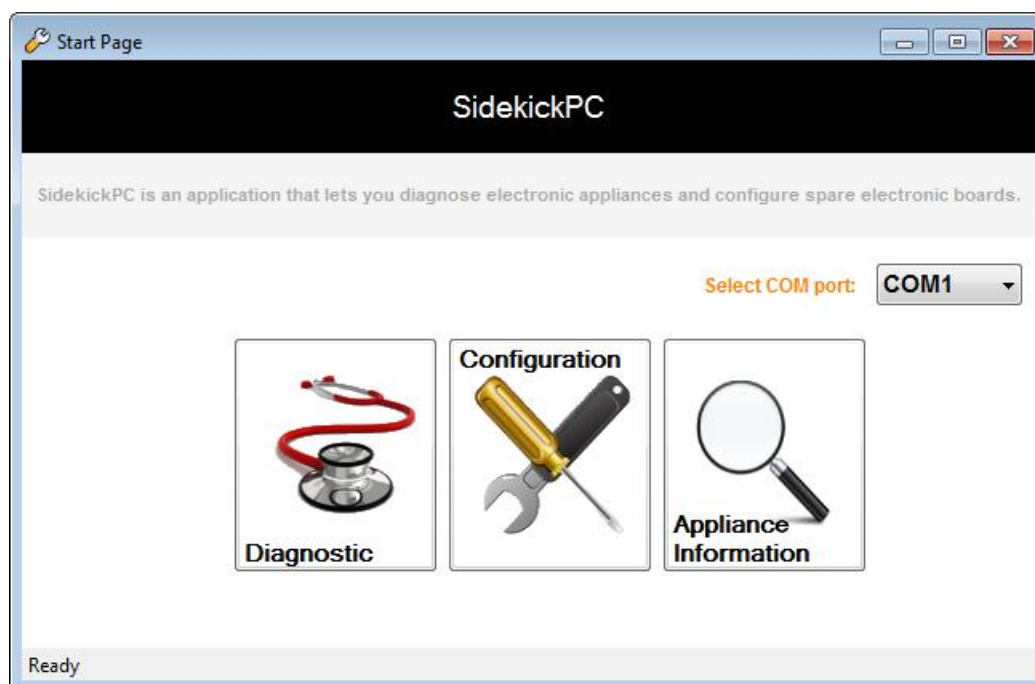 Start Page
SidekickPC
SidekickPC is an application that lets you diagnose electronic appliances and configure spare electronic boards.
Select COM port:
COM1
Diagnostic
Configuration
Appliance
Information
Ready